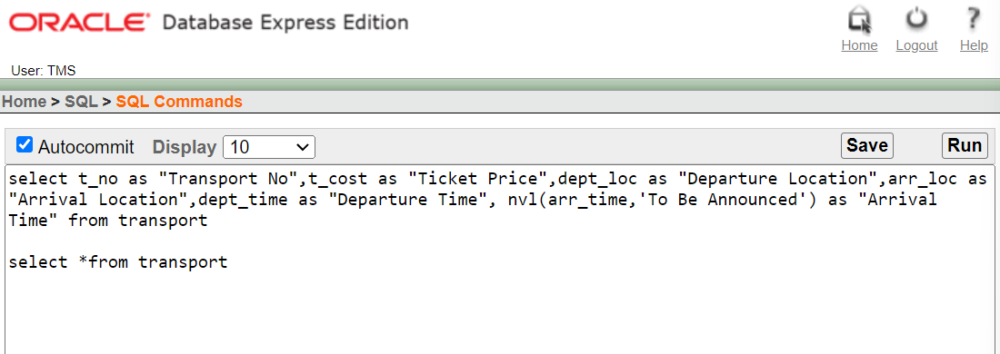 ORACLE Database Express Edition
Home Logout Help
User: TMS
Home > SQL > SQL Commands
Autocommit Display 10 Save Run
select t_no as "Transport No",t_cost as "Ticket Price",dept_loc as "Departure Location",arr_loc as
"Arrival Location",dept_time as "Departure Time", nvl(arr_time,'To Be Announced') as "Arrival
Time" from transport
select *from transport